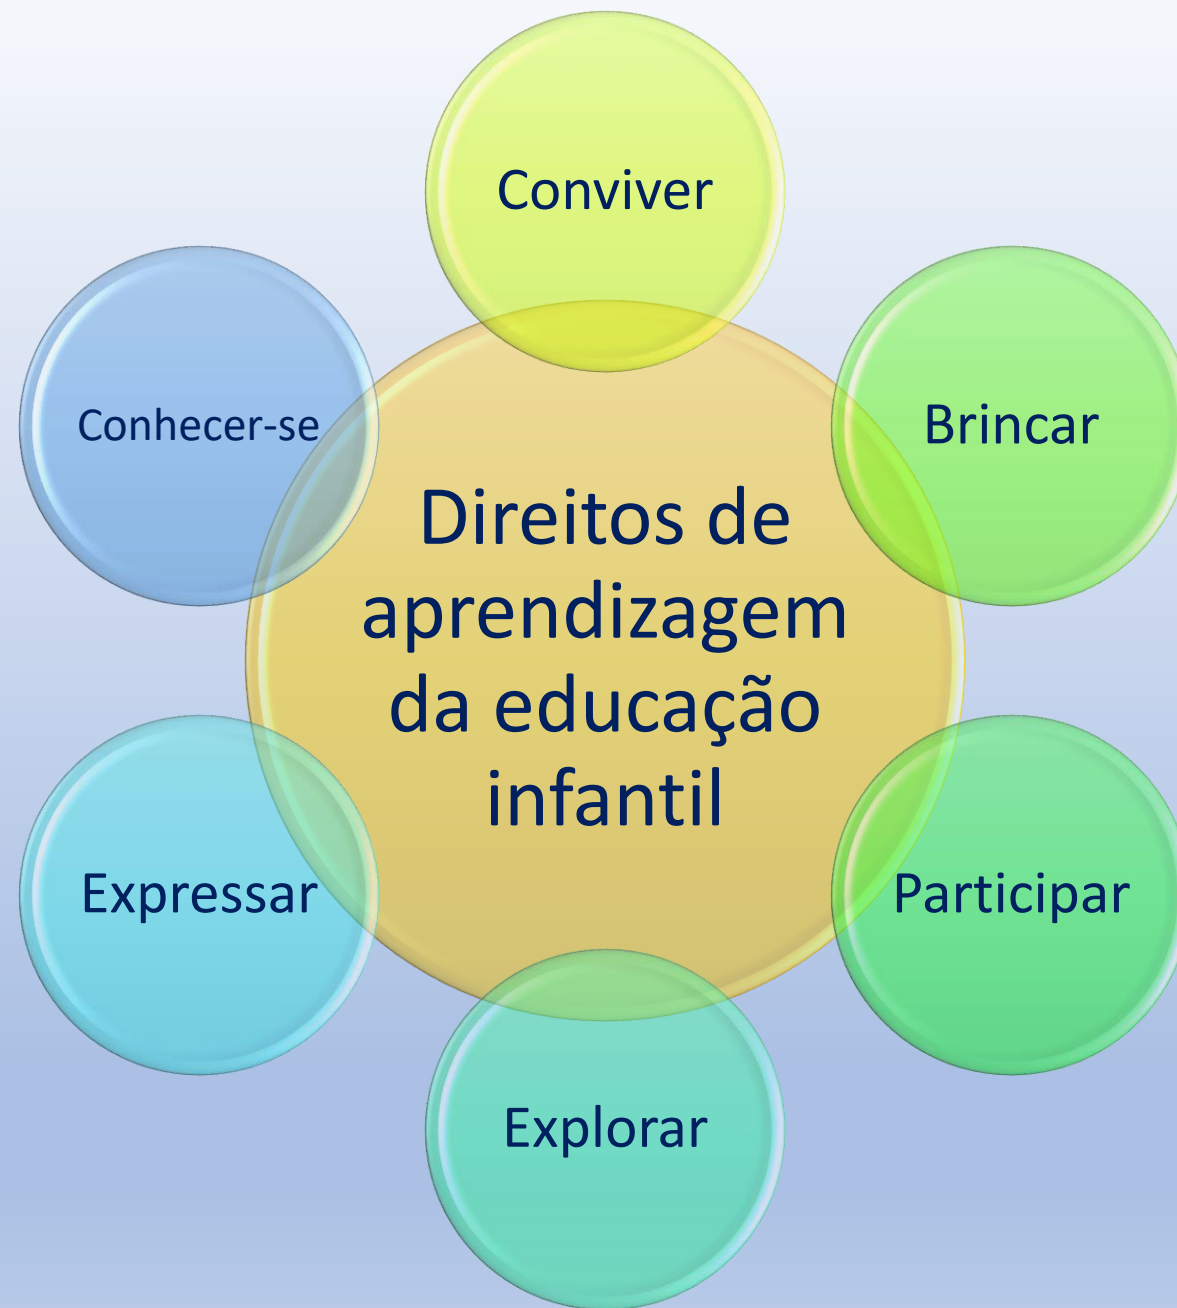 Conviver
Brincar
Participar
Explorar
Expressar
Conhecer-se
Direitos de
aprendizagem
da educação
infantil